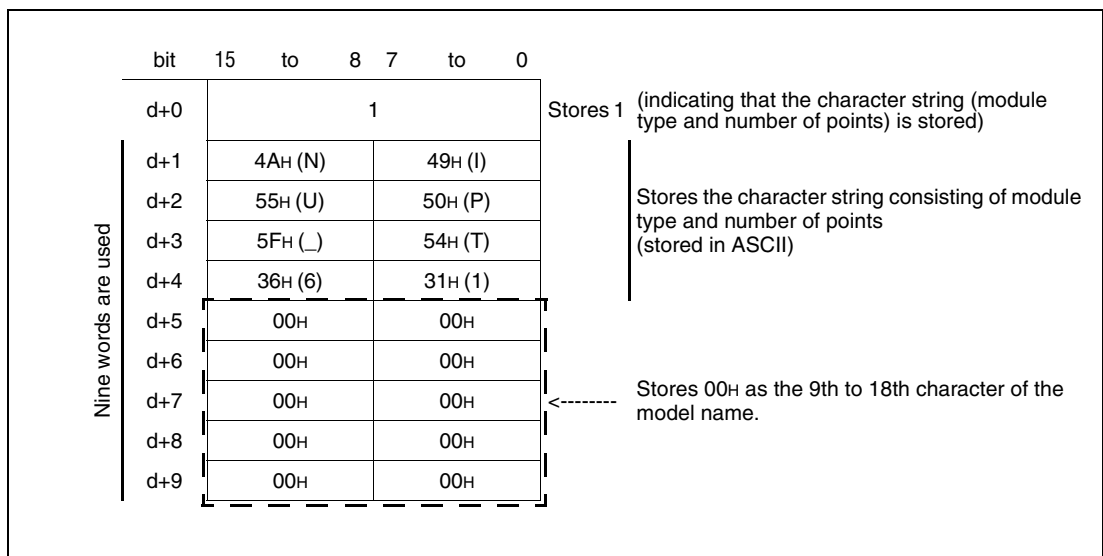 bit 15 to 8 7 to 0
d+0 1 Stores 1 (indicating that the character string (module
type and number of points) is stored)
d+1 4AH (N) 49H (I)
d+2 55H (U) 50H (P)
d+3 5FH (_) 54H (T)
d+4 36H (6) 31H (1)
Stores the character string consisting of module
type and number of points
(stored in ASCII)
d+5 00H 00H
d+6 00H 00H
d+7 00H 00H
d+8 00H 00H
d+9 00H 00H
<-------- Stores 00H as the 9th to 18th character of the
model name.
Nine words are used